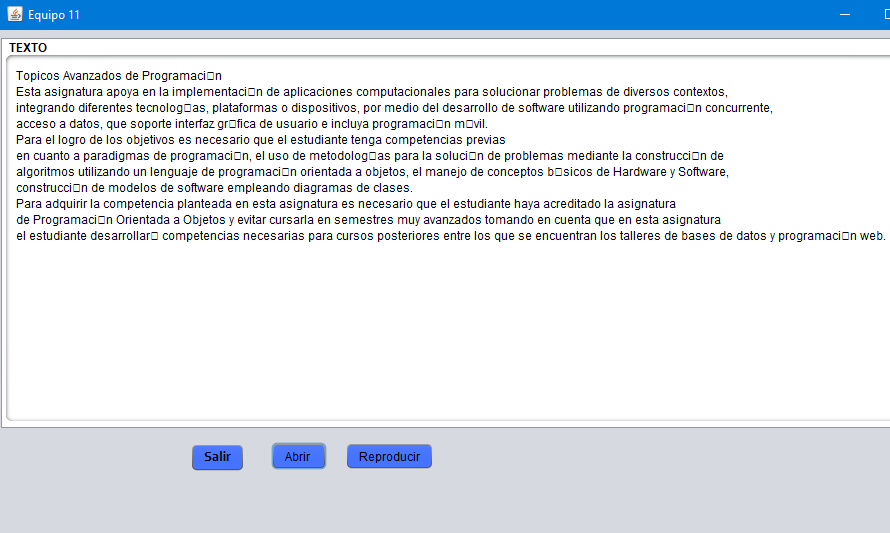 Equipo 11
TEXTO
Topicos Avanzados de Programaci□n
Esta asignatura apoya en la implementaci□n de aplicaciones computacionales para solucionar problemas de diversos contextos,
integrando diferentes tecnolog□as, plataformas o dispositivos, por medio del desarrollo de software utilizando programaci□n concurrente,
acceso a datos, que soporte interfaz gr□fica de usuario e incluya programaci□n m□vil.
Para el logro de los objetivos es necesario que el estudiante tenga competencias previas
en cuanto a paradigmas de programaci□n, el uso de metodolog□as para la soluci□n de problemas mediante la construcci□n de
algoritmos utilizando un lenguaje de programaci□n orientada a objetos, el manejo de conceptos b□sicos de Hardware y Software,
construcci□n de modelos de software empleando diagramas de clases.
Para adquirir la competencia planteada en esta asignatura es necesario que el estudiante haya acreditado la asignatura
de Programaci□n Orientada a Objetos y evitar cursarla en semestres muy avanzados tomando en cuenta que en esta asignatura
el estudiante desarrollar□ competencias necesarias para cursos posteriores entre los que se encuentran los talleres de bases de datos y programaci□n web.
Salir Abrir Reproducir